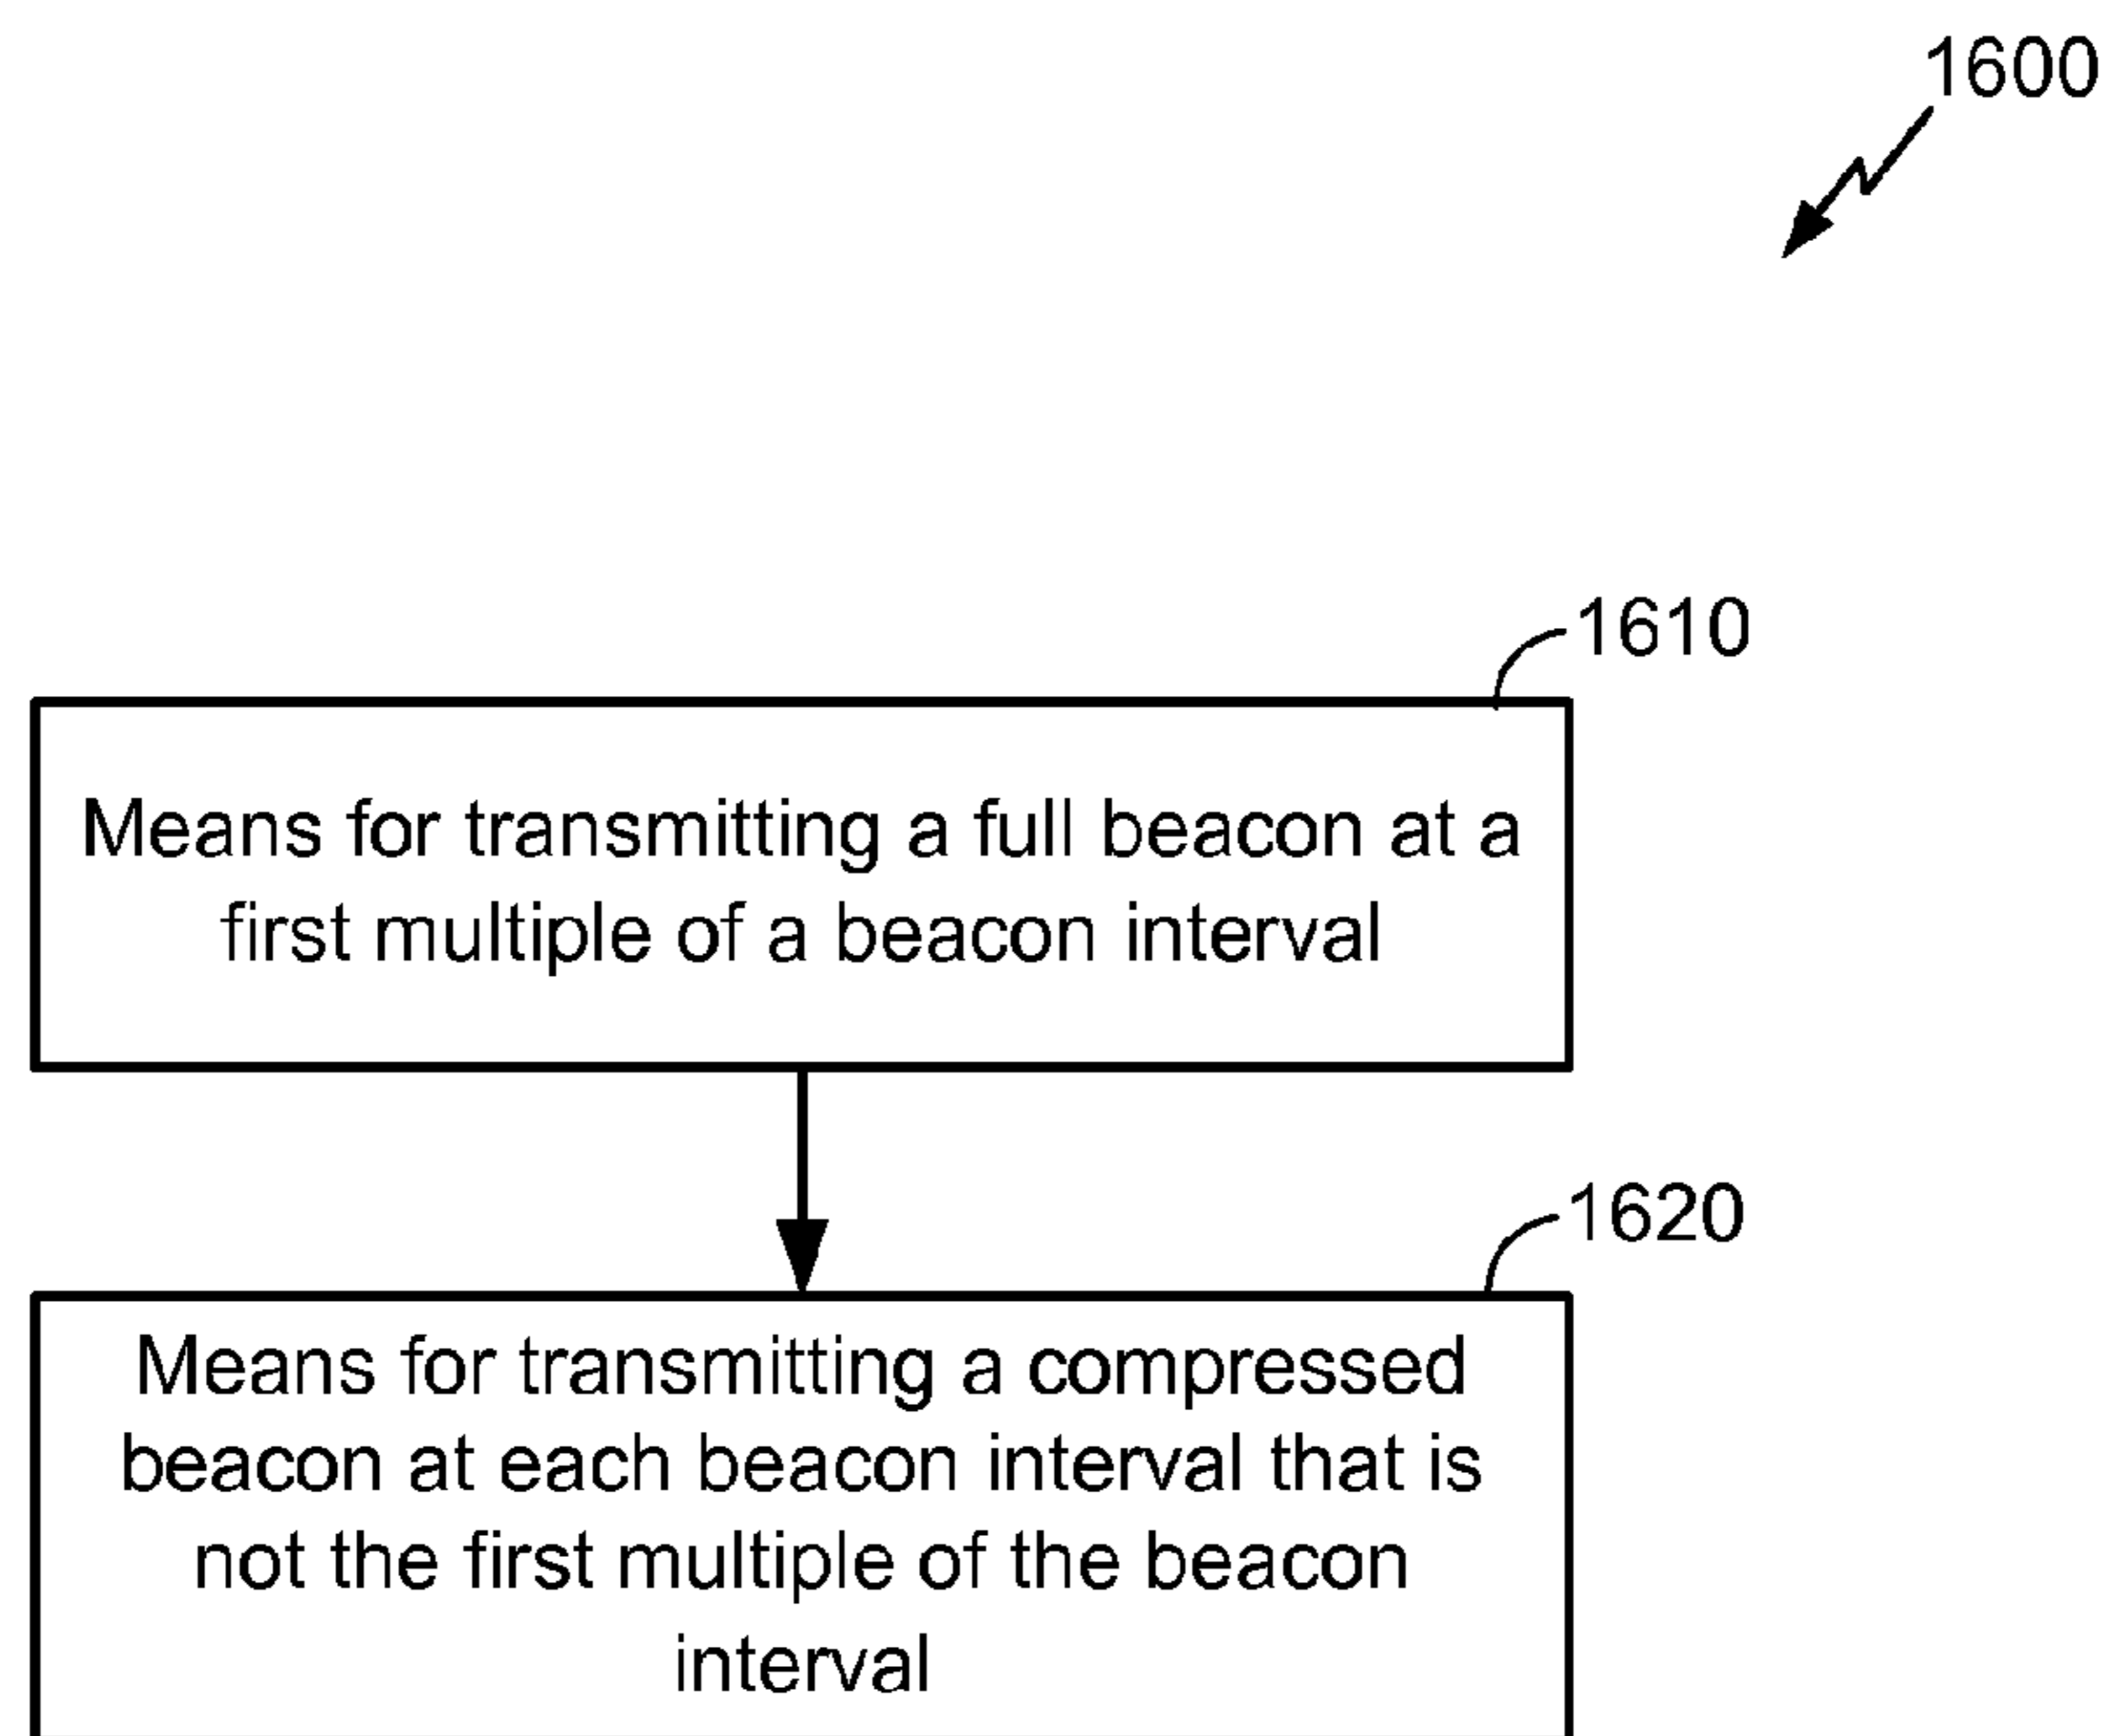 1600
1610
Means for transmitting a full beacon at a
first multiple of a beacon interval
1620
Means for transmitting a compressed
beacon at each beacon interval that is
not the first multiple of the beacon
interval